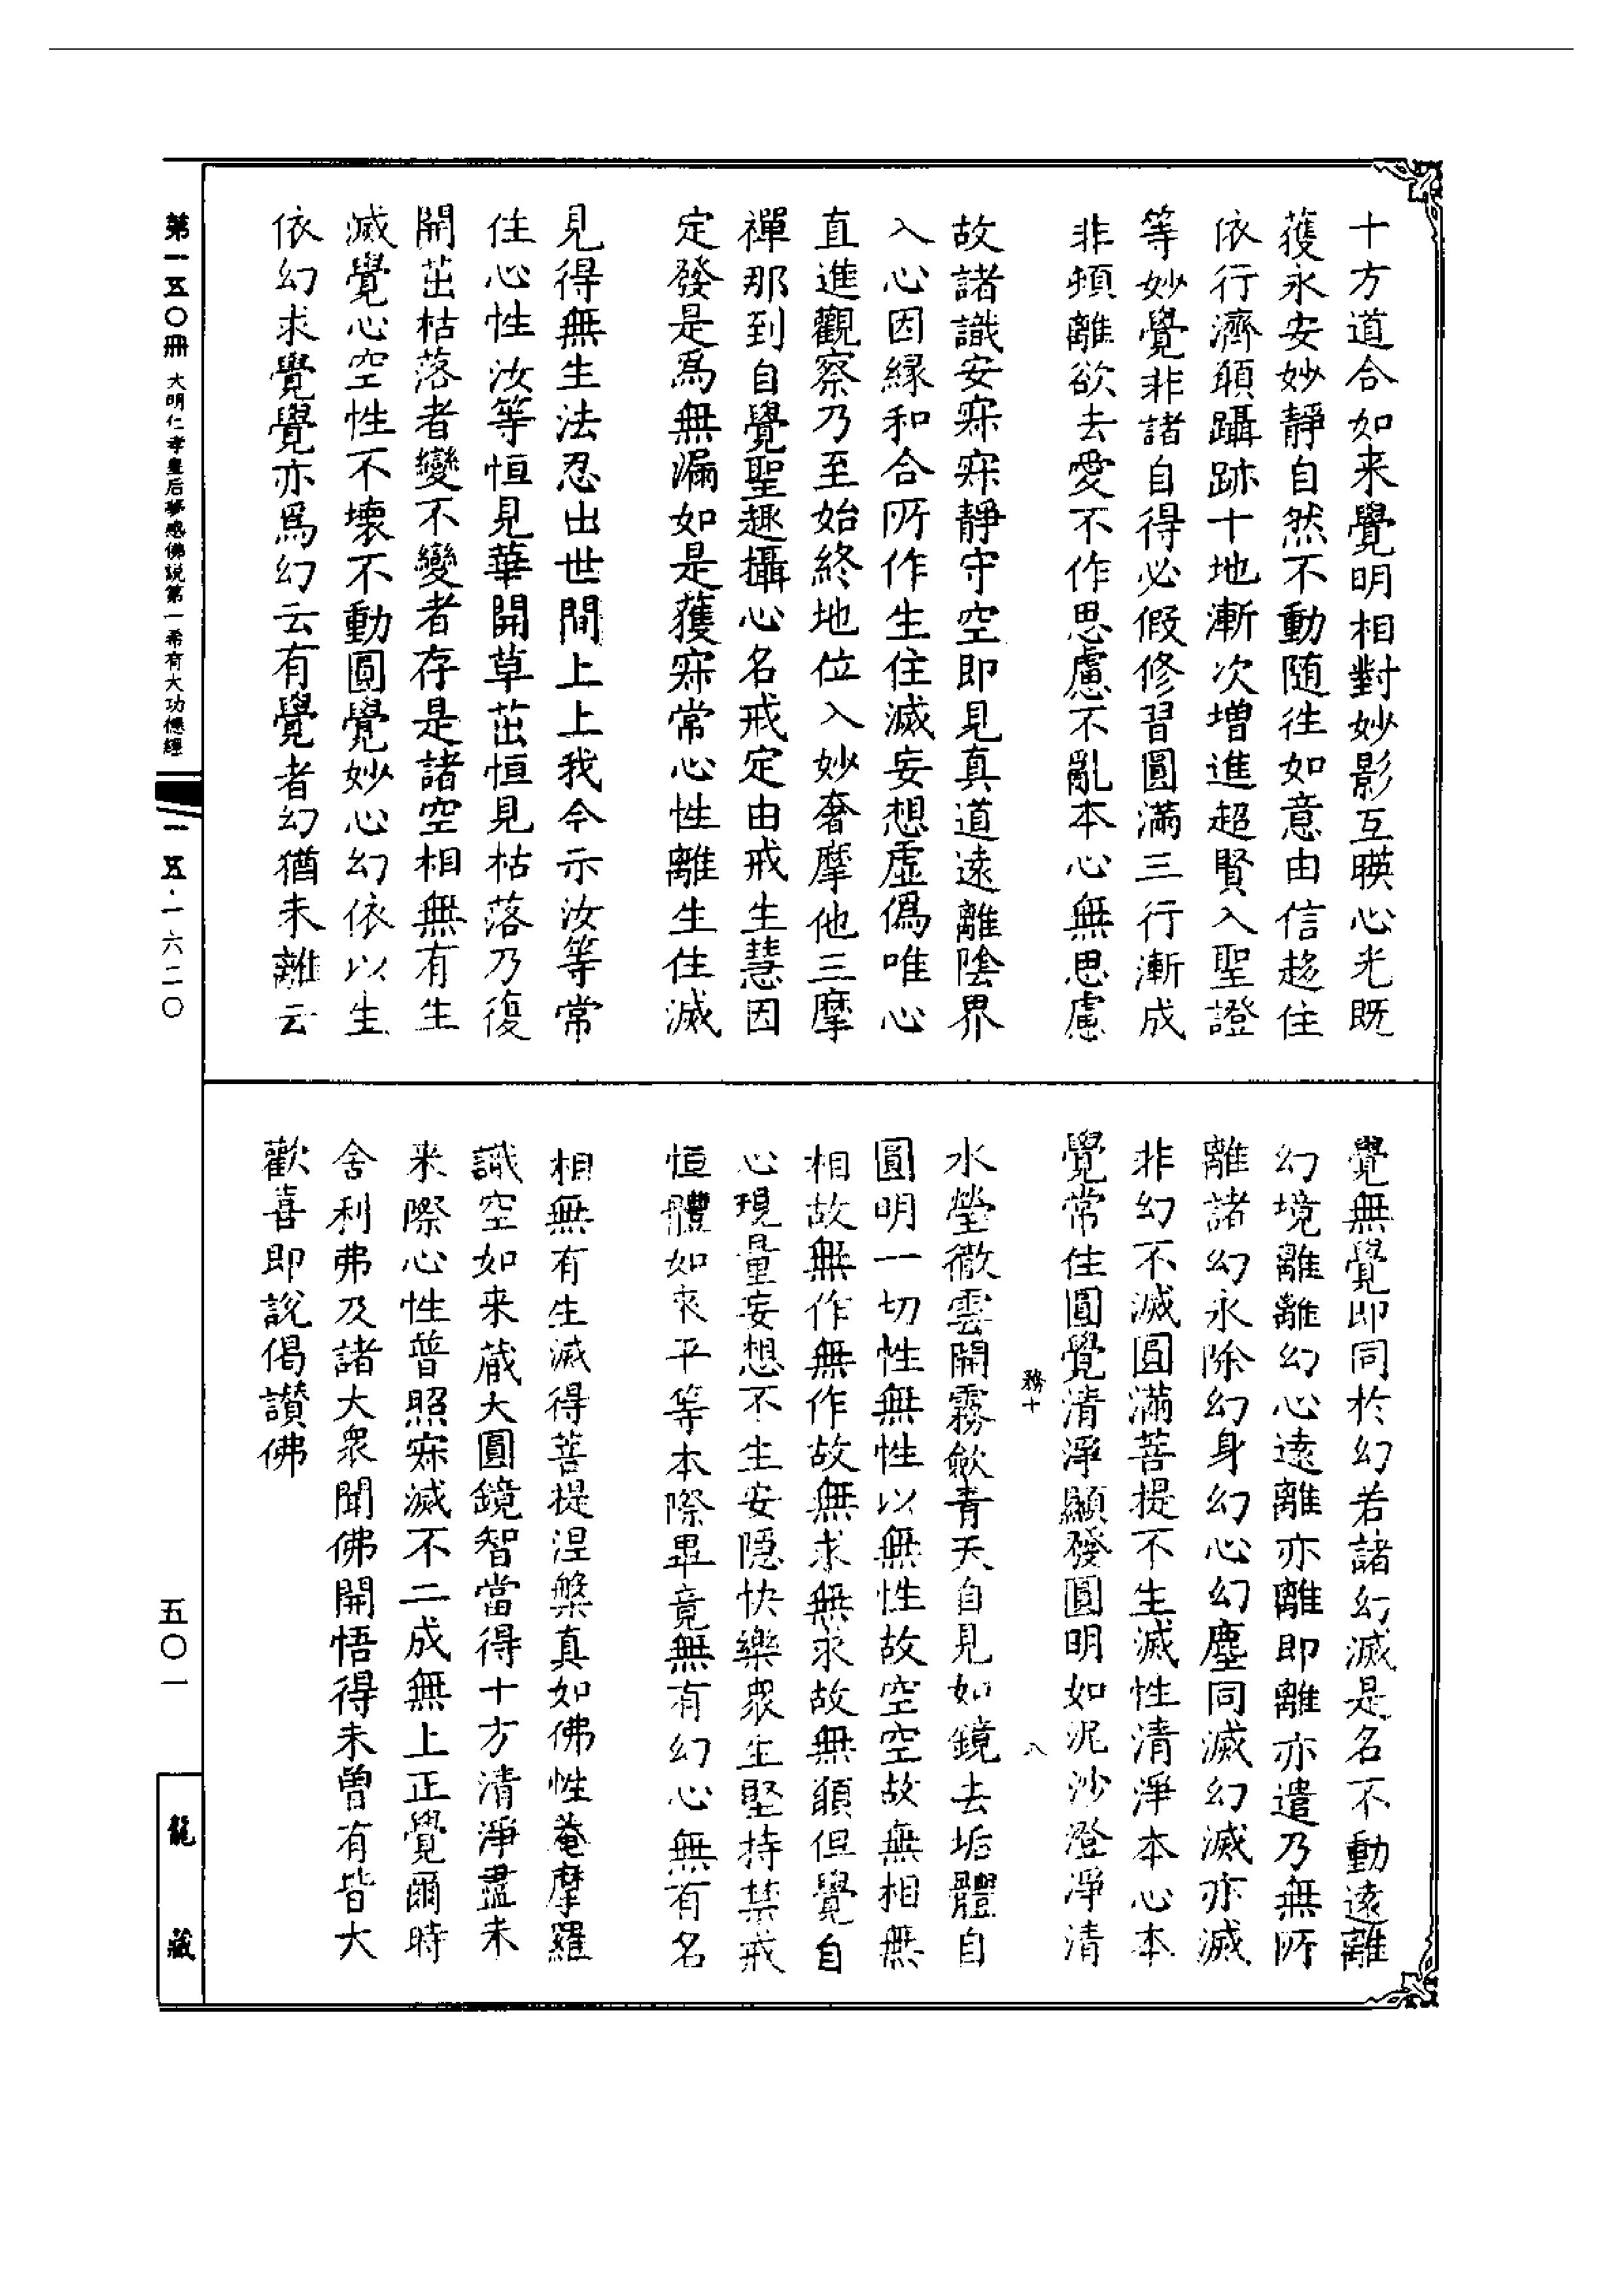 十方道合如来覺明相對妙影互暎心光既
獲永安妙靜自然不動随往如意由信趂住
依行濟願躡跡十地漸次增進超賢入聖證
等妙覺非諸自得必假修習圓滿三行漸成
非頻離欲去愛不作思慮不亂本心無思慮
故諸識安寐寐靜守空即見真道遠離陰界
入心因緣和合所作生住滅妄想虛僞唯心
直進觀察乃至始終地位入妙奢摩他三摩
禪那到自覺聖趣攝心名戒定由戒生慧因
定發是爲無漏如是獲寐常心性離生住滅
見得無生法忍出世間上上我今示汝等常
住心性汝等恒見華開草茁恒見枯落乃復
開茁枯落者變不變者存是諸空相無有生
滅覺心空性不壞不動圓覺妙心幻依以生
依幻求覺覺亦爲幻云有覺者幻猶未離云
覺無覺即同於幻若諸幻滅是名不動遠離
幻境離離幻心遠離亦離即離亦遣乃無所
離諸幻永除幻身幻心幻塵同滅幻滅亦滅
非幻不滅圓滿菩提不生滅性清淨本心本
覺常住圓覺清淨顯發圓明如泥沙澄淨清
務十 八
水瑩徹雲開霧歛青天自見如鏡去垢體自
圓明一切性無性以無性故空空故無相無
相故無作無作故無求無求故無願但覺自
心現量妄想不生安隱快樂衆生堅持禁戒
恒體如來平等本際畢竟無有幻心無有名
相無有生滅得菩提涅槃真如佛性菴摩羅
識空如来蔵大圓鏡智當得十方清淨盡未
来際心性普照寐滅不二成無上正覺爾時
舍利弗及諸大衆聞佛開悟得未曾有皆大
歡喜即說偈讃佛
第一五〇冊 大明仁孝皇后夢感佛説第一希有大功德經
一五·一六二〇
五〇一
龍藏